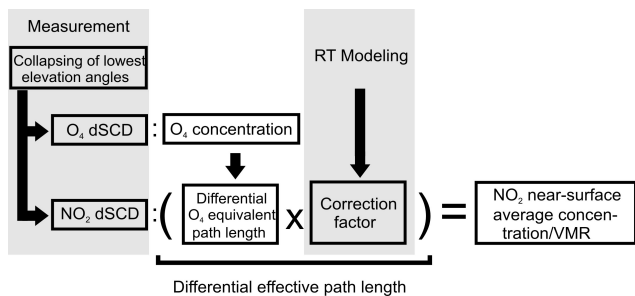 Measurement
Collapsing of lowest
elevation angles
RT Modeling
O₄ dSCD : O₄ concentration
NO₂ dSCD : ( Differential
O₄ equivalent
path length x Correction
factor ) = NO₂ near-surface
average concen-
tration/VMR
Differential effective path length